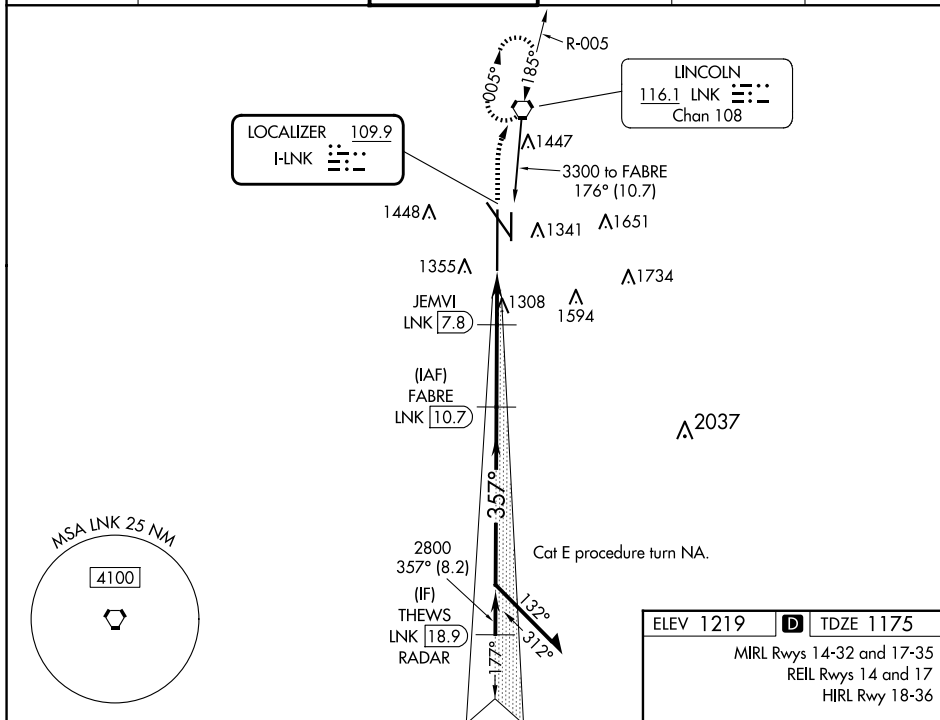 R-005
005°
185°
LINCOLN
116.1 LNK
Chan 108
LOCALIZER 109.9
I-LNK
1447
3300 to FABRE
176° (10.7)
1448
1341
1651
1355
1734
JEMVI
LNK 7.8
1308
1594
(IAF)
FABRE
LNK 10.7
2037
357°
MSA LNK 25 NM
4100
2800
357° (8.2)
Cat E procedure turn NA.
(IF)
THEWS
LNK 18.9
RADAR
132°
312°
177°
ELEV 1219 D TDZE 1175
MIRL Rwys 14-32 and 17-35
REIL Rwys 14 and 17
HIRL Rwy 18-36